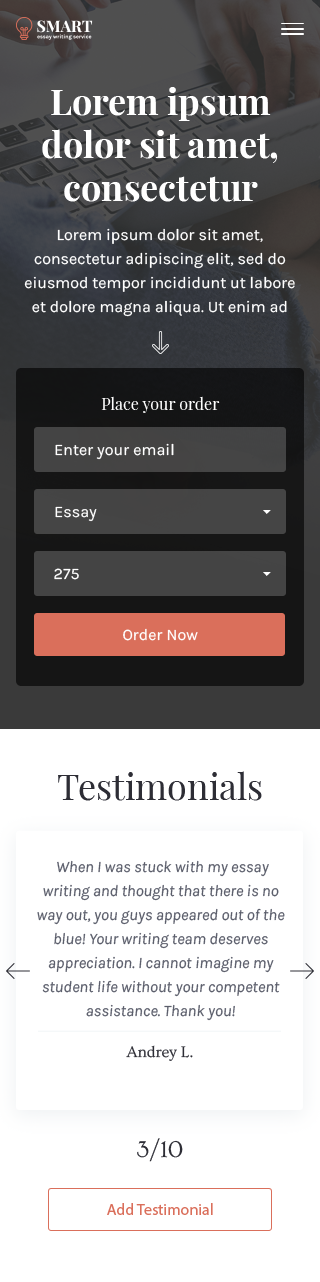 SMART
essay writing service
Lorem ipsum
dolor sit amet,
consectetur
Lorem ipsum dolor sit amet,
consectetur adipiscing elit, sed do
eiusmod tempor incididunt ut labore
et dolore magna aliqua. Ut enim ad
Place your order
Enter your email
Essay
275
Order Now
Testimonials
When I was stuck with my essay
writing and thought that there is no
way out, you guys appeared out of the
blue! Your writing team deserves
appreciation. I cannot imagine my
student life without your competent
assistance. Thank you!
Andrey L.
3/10
Add Testimonial